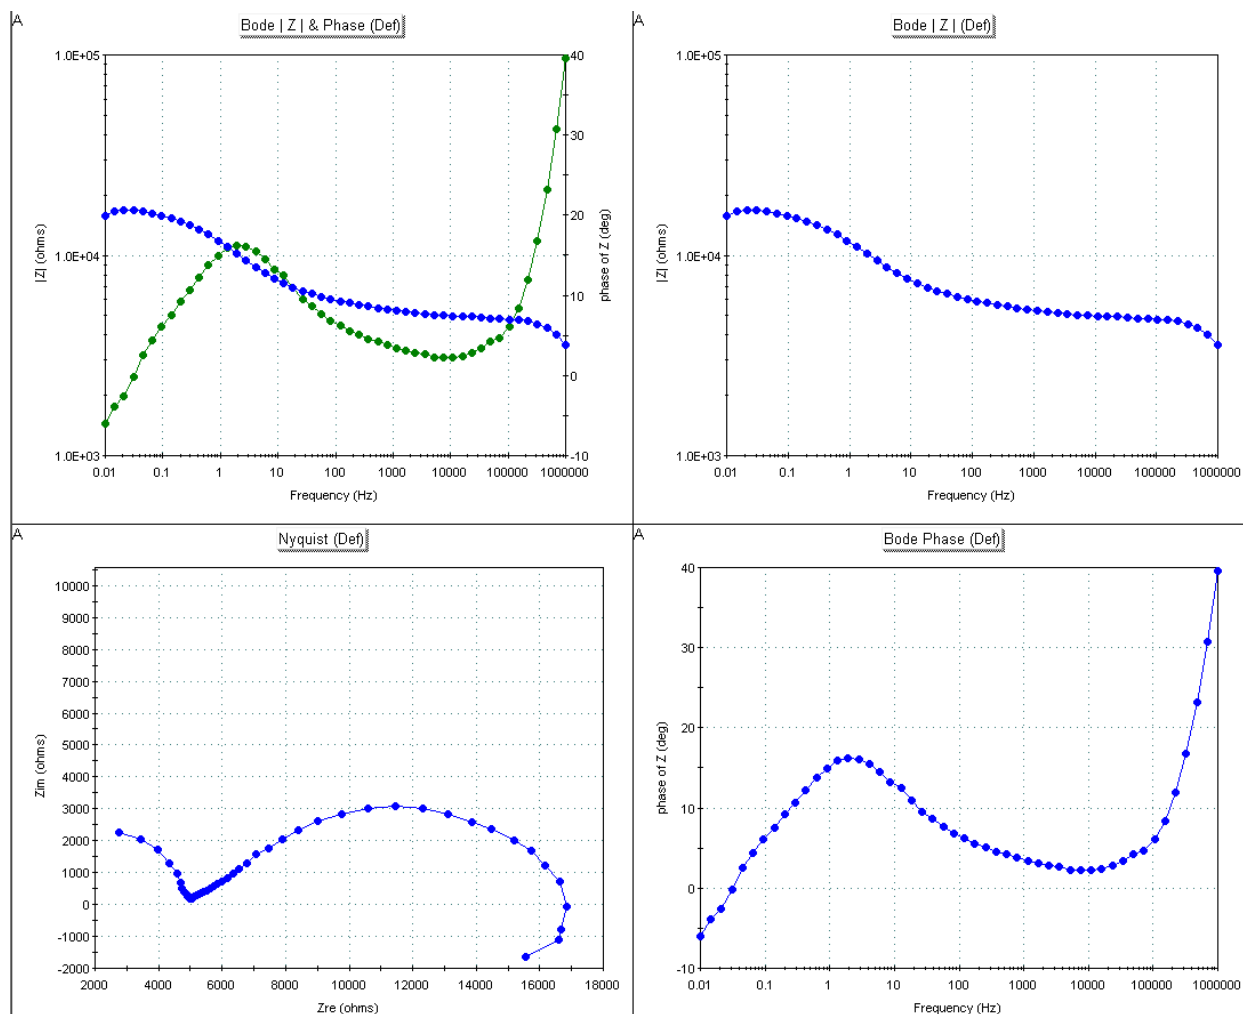 A
Bode | Z | & Phase (Def)
1.0E+05
1.0E+04
1.0E+03
|Z| (ohms)
40
30
20
10
0
-10
phase of Z (deg)
0.01 0.1 1 10 100 1000 10000 100000 1000000
Frequency (Hz)
A
Bode | Z | (Def)
1.0E+05
1.0E+04
1.0E+03
|Z| (ohms)
0.01 0.1 1 10 100 1000 10000 100000 1000000
Frequency (Hz)
A
Nyquist (Def)
10000
9000
8000
7000
6000
5000
4000
3000
2000
1000
0
-1000
-2000
Zim (ohms)
2000 4000 6000 8000 10000 12000 14000 16000 18000
Zre (ohms)
A
Bode Phase (Def)
40
30
20
10
0
-10
phase of Z (deg)
0.01 0.1 1 10 100 1000 10000 100000 1000000
Frequency (Hz)